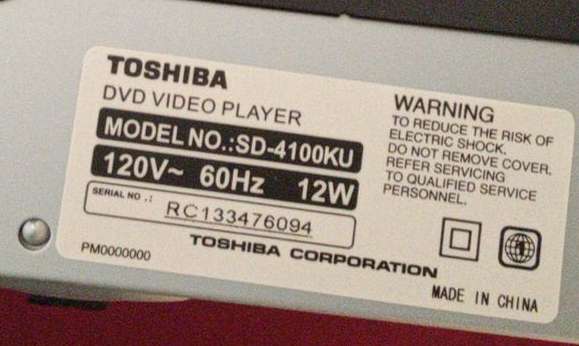 TOSHIBA
DVD VIDEO PLAYER
MODEL NO.:SD-4100KU
120V~ 60Hz 12W
SERIAL NO.:
RC133476094
PM0000000
TOSHIBA CORPORATION
WARNING
TO REDUCE THE RISK OF
ELECTRIC SHOCK.
DO NOT REMOVE COVER.
REFER SERVICING
TO QUALIFIED SERVICE
PERSONNEL.
1
MADE IN CHINA